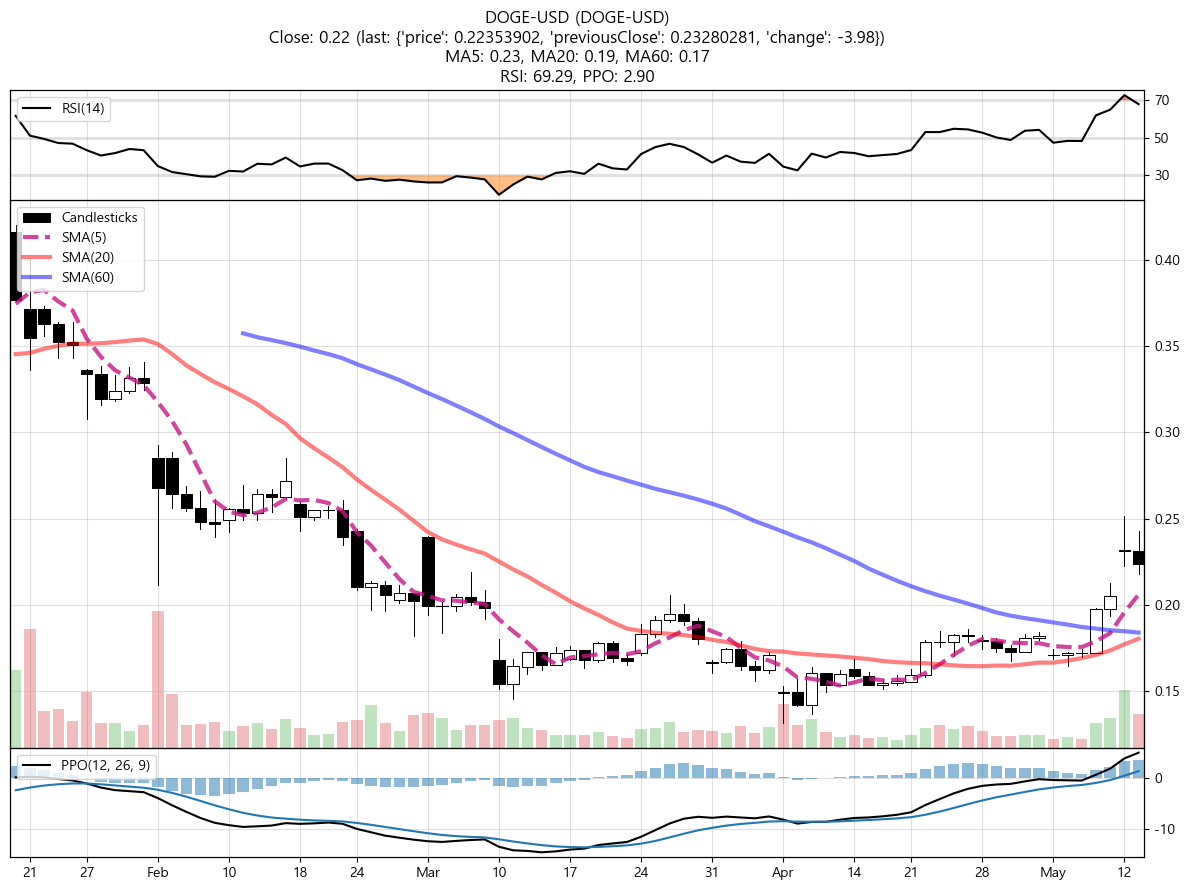 DOGE-USD (DOGE-USD)
Close: 0.22 (last: {'price': 0.22353902, 'previousClose': 0.23280281, 'change': -3.98})
MA5: 0.23, MA20: 0.19, MA60: 0.17
RSI: 69.29, PPO: 2.90
RSI(14)
70
50
30
Candlesticks
SMA(5)
SMA(20)
SMA(60)
0.40
0.35
0.30
0.25
0.20
0.15
PPO(12, 26, 9)
0
-10
21 27 Feb 10 18 24 Mar 10 17 24 31 Apr 14 21 28 May 12